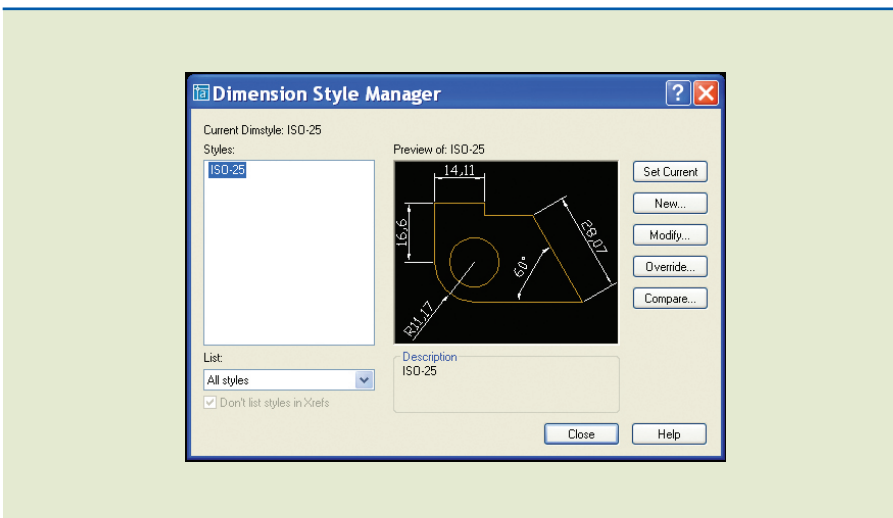 Dimension Style Manager
Current Dimstyle: ISO-25
Styles:
ISO-25
Preview of: ISO-25
14,11
16,6
28,07
60°
R11,17
Set Current
New...
Modify...
Override...
Compare...
List:
All styles
Don't list styles in Xrefs
Description
ISO-25
Close
Help